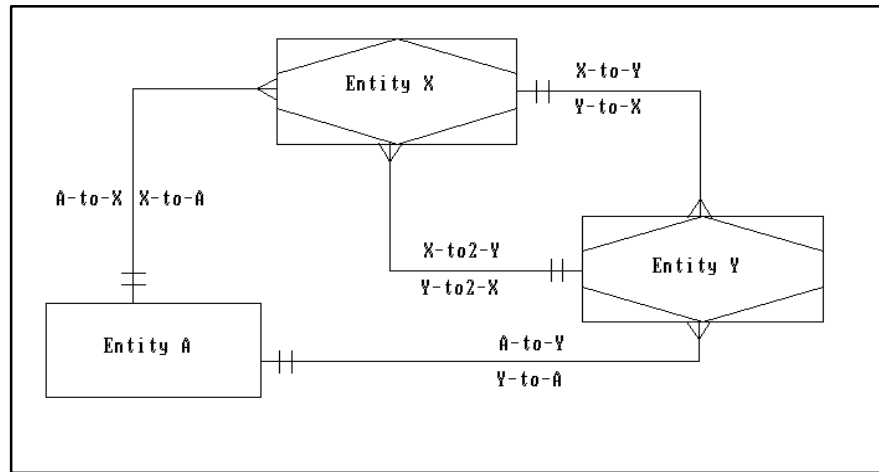 Entity X
X-to-Y
Y-to-X
A-to-X
X-to-A
X-to2-Y
Y-to2-X
Entity Y
Entity A
A-to-Y
Y-to-A